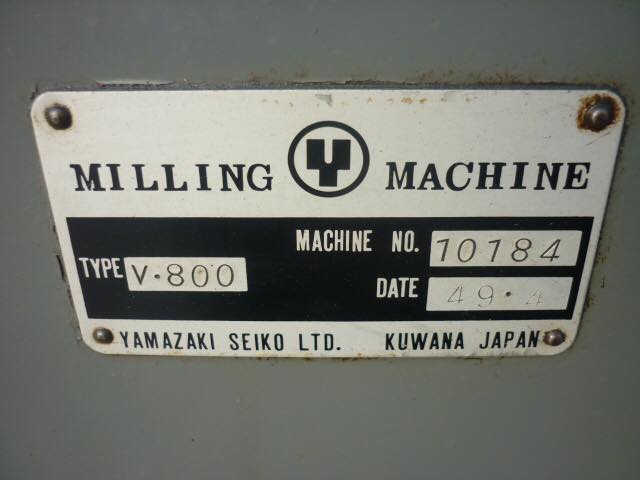 MILLING Y MACHINE
MACHINE NO. 10184
TYPE V·800
DATE 49·4
YAMAZAKI SEIKO LTD. KUWANA JAPAN